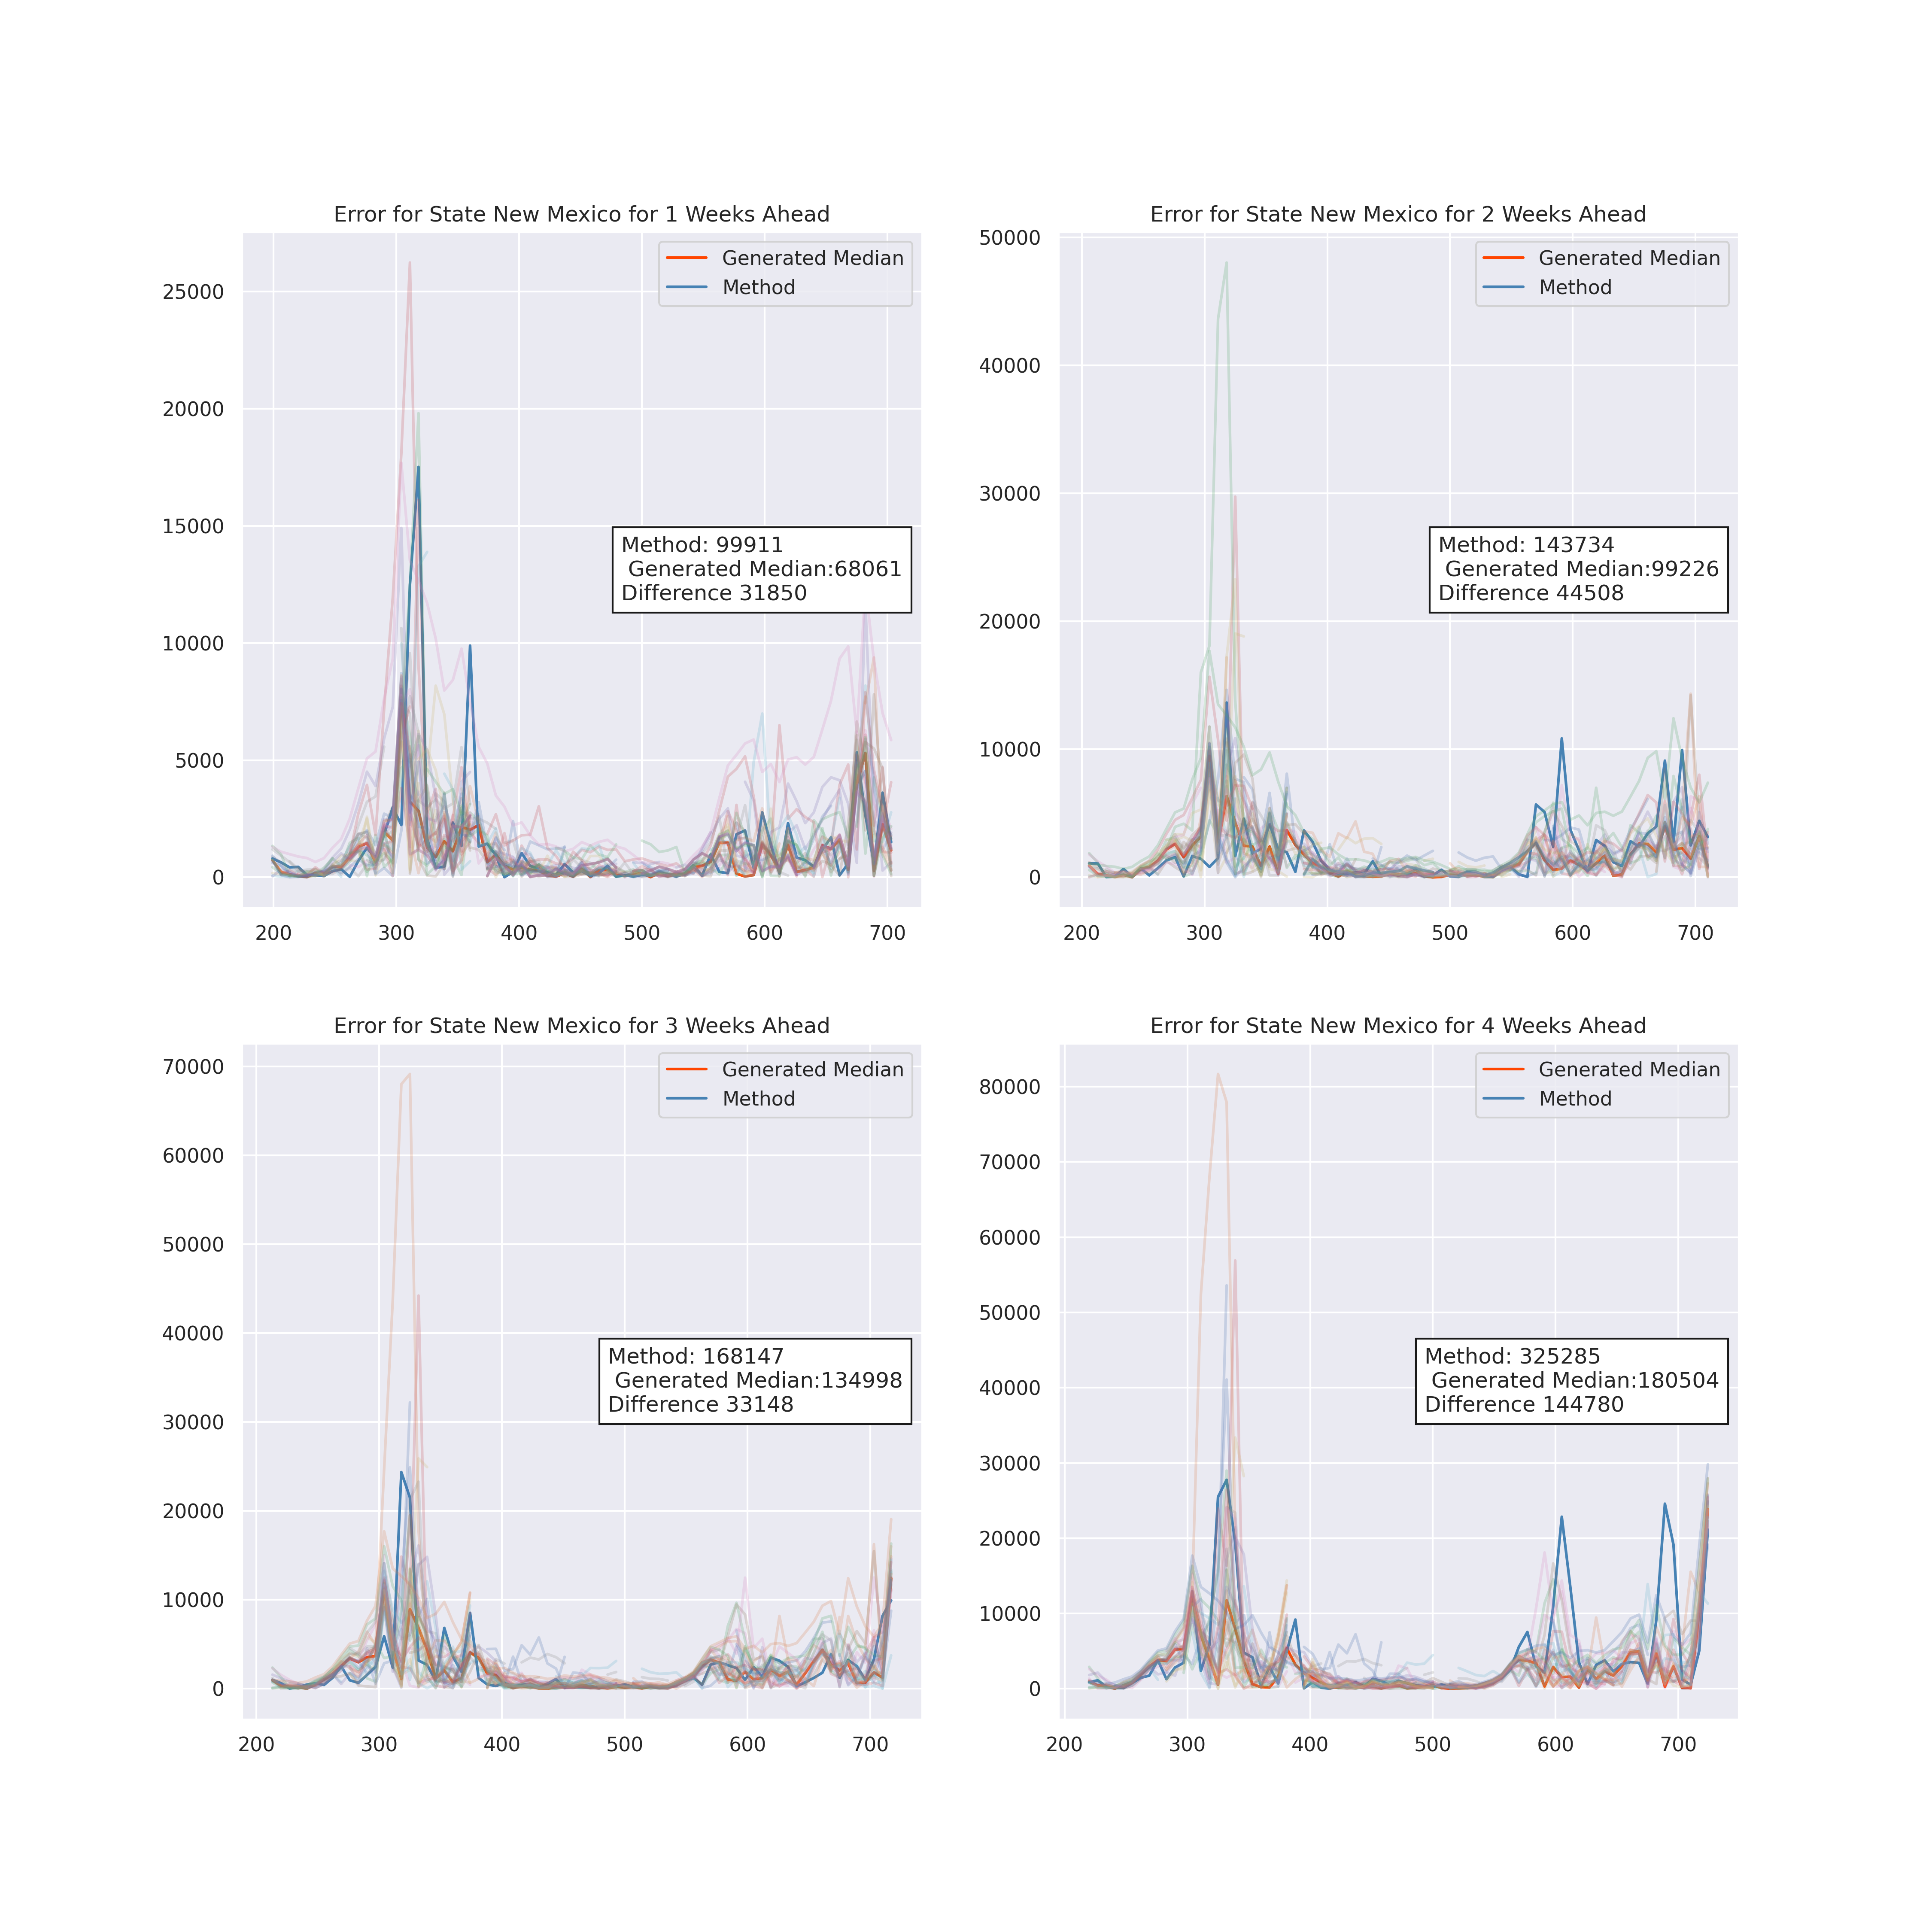 Error for State New Mexico for 1 Weeks Ahead
Generated Median
Method
25000
20000
15000
10000
5000
0
Method: 99911
Generated Median:68061
Difference 31850
200 300 400 500 600 700
Error for State New Mexico for 2 Weeks Ahead
Generated Median
Method
50000
40000
30000
20000
10000
0
Method: 143734
Generated Median:99226
Difference 44508
200 300 400 500 600 700
Error for State New Mexico for 3 Weeks Ahead
Generated Median
Method
70000
60000
50000
40000
30000
20000
10000
0
Method: 168147
Generated Median:134998
Difference 33148
200 300 400 500 600 700
Error for State New Mexico for 4 Weeks Ahead
Generated Median
Method
80000
70000
60000
50000
40000
30000
20000
10000
0
Method: 325285
Generated Median:180504
Difference 144780
200 300 400 500 600 700